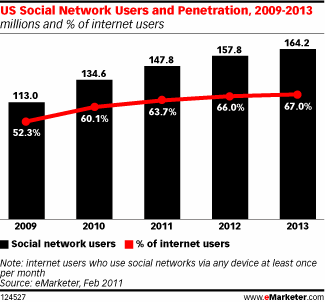 US Social Network Users and Penetration, 2009-2013
millions and % of internet users
113.0
134.6
147.8
157.8
164.2
52.3%
60.1%
63.7%
66.0%
67.0%
2009 2010 2011 2012 2013
Social network users % of internet users
Note: internet users who use social networks via any device at least once
per month
Source: eMarketer, Feb 2011
124527 www.eMarketer.com